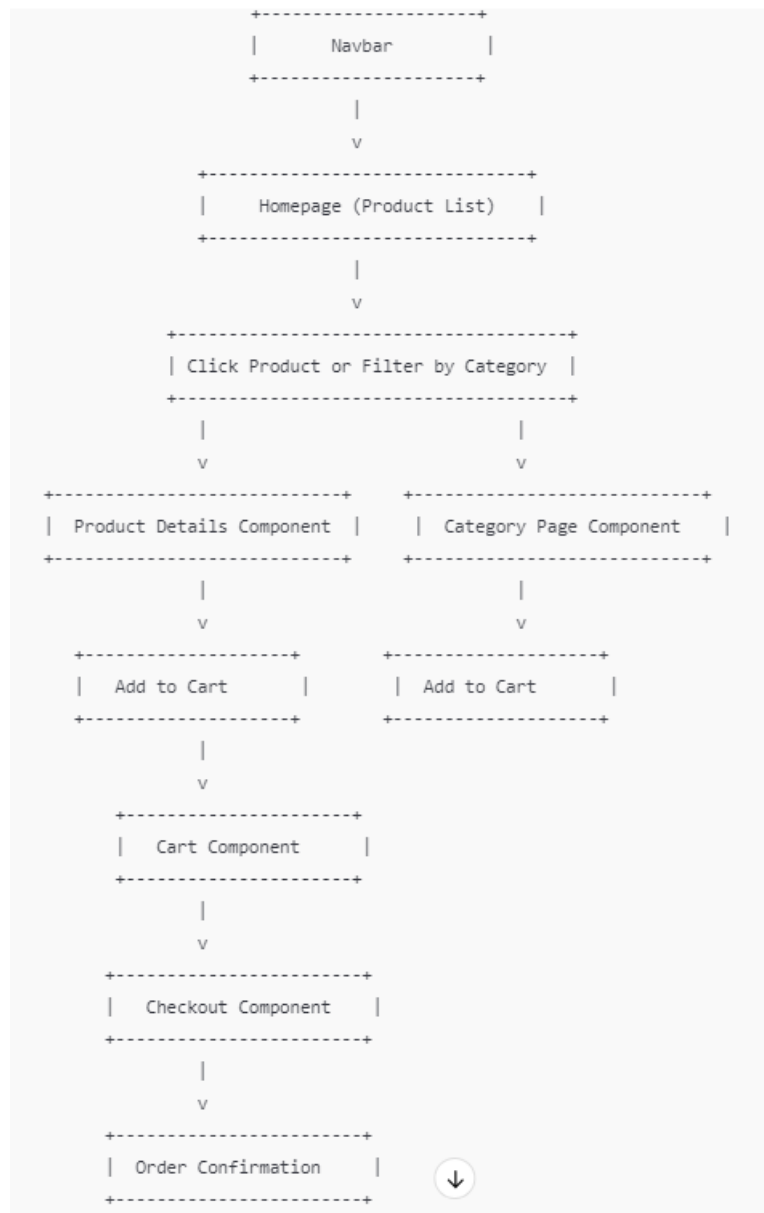 +---------------------+
|       Navbar         |
+---------------------+
|
v
+-------------------------------+
|     Homepage (Product List)    |
+-------------------------------+
|
v
+--------------------------------------+
| Click Product or Filter by Category  |
+--------------------------------------+
|                              |
v                              v
+----------------------------+     +----------------------------+
|  Product Details Component  |     |  Category Page Component    |
+----------------------------+     +----------------------------+
|                              |
v                              v
+--------------------+        +--------------------+
|   Add to Cart       |        |  Add to Cart       |
+--------------------+        +--------------------+
|
v
+----------------------+
|   Cart Component      |
+----------------------+
|
v
+------------------------+
|   Checkout Component    |
+------------------------+
|
v
+------------------------+
|  Order Confirmation     |
+------------------------+